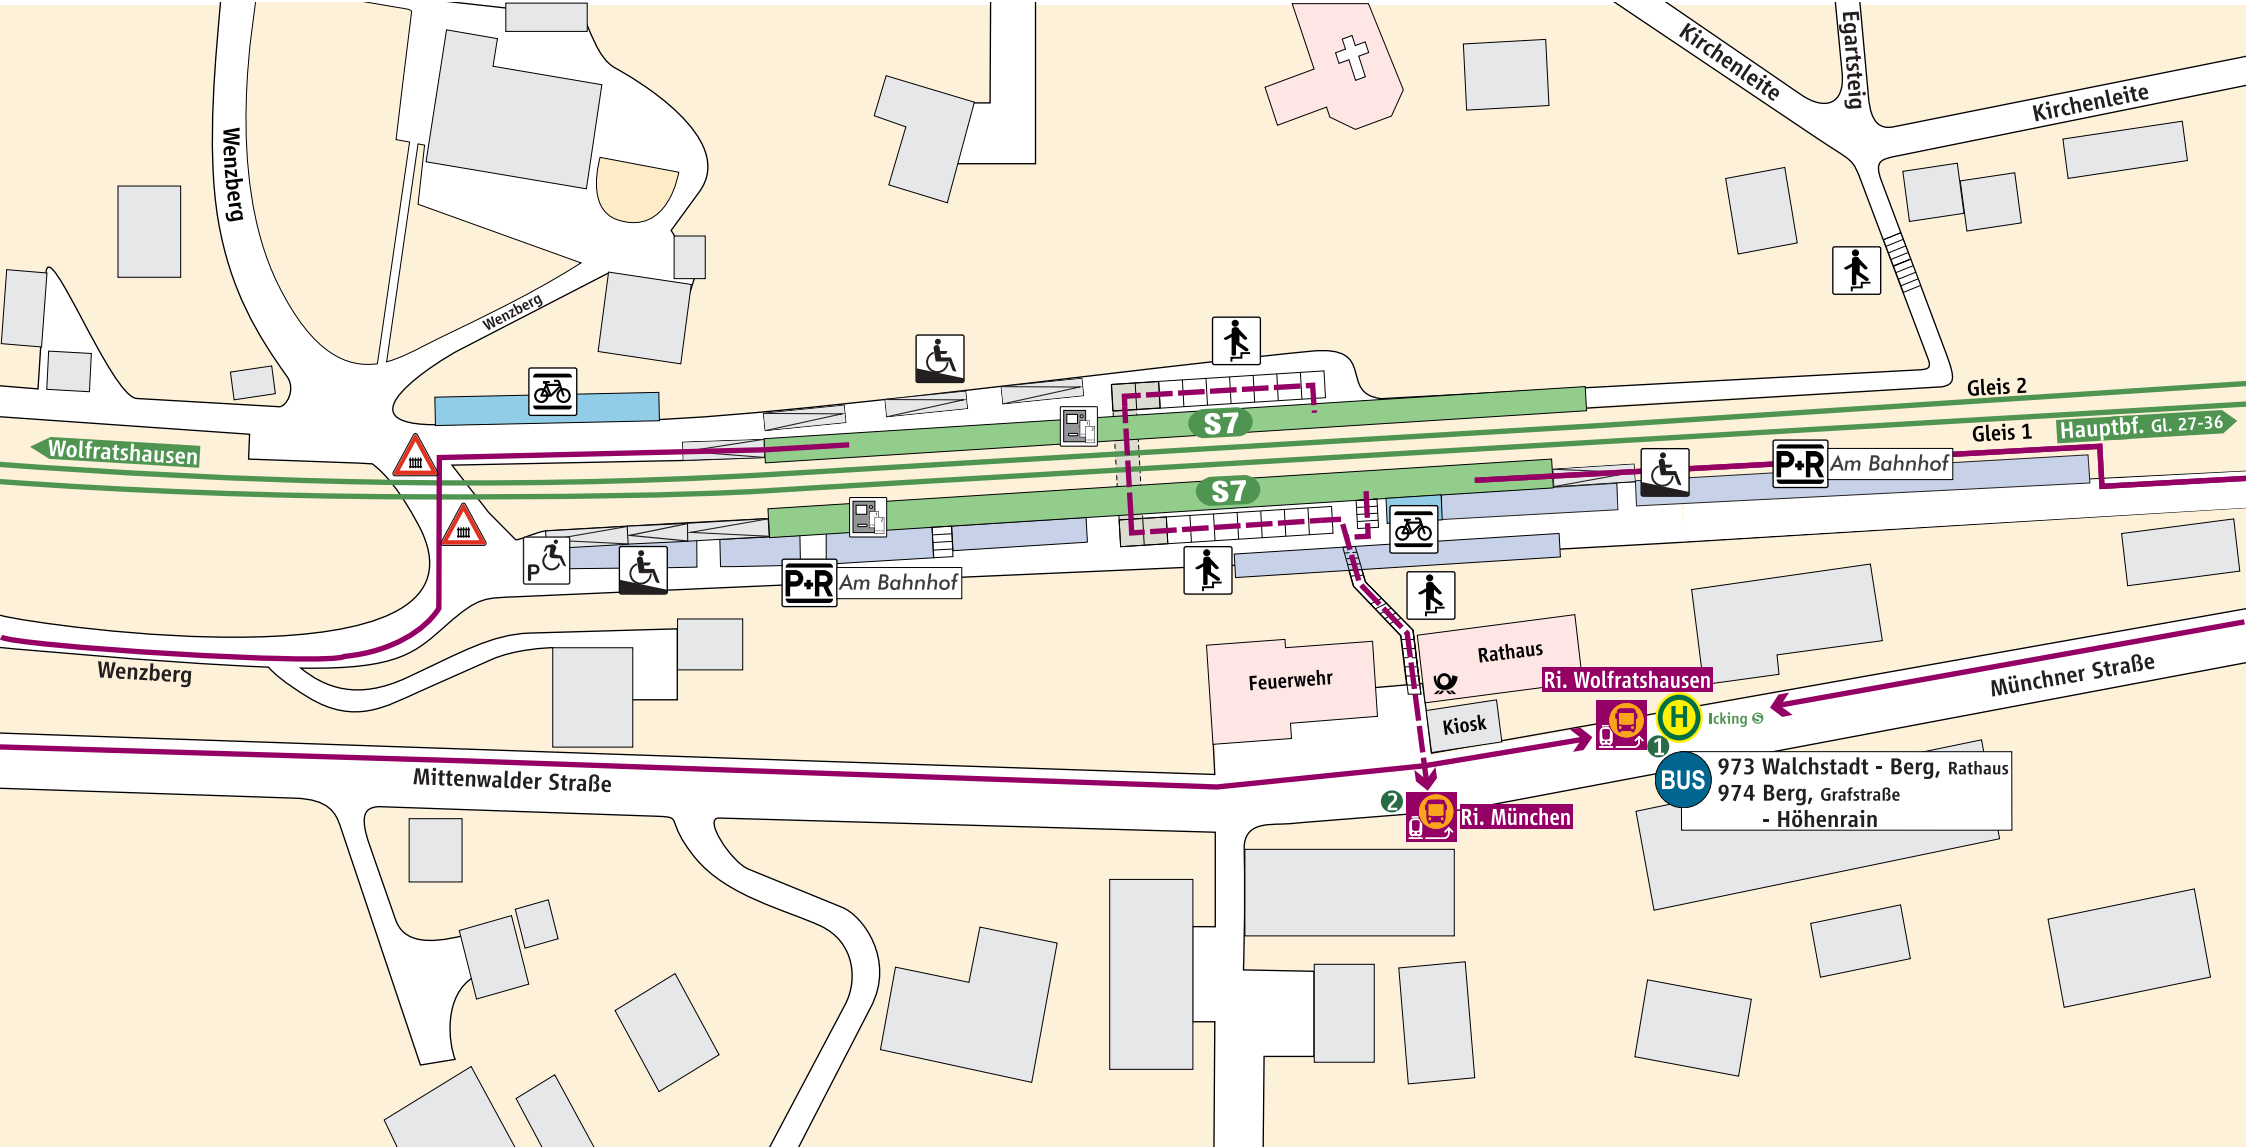 Kirchenleite
Egartsteig
Kirchenleite
Wenzberg
Wenzberg
Gleis 2
S7
Hauptbf. Gl. 27-36
Gleis 1
Wolfratshausen
P+R Am Bahnhof
S7
P
P+R Am Bahnhof
Wenzberg
Feuerwehr
Rathaus
Münchner Straße
Ri. Wolfratshausen
H Icking S
Kiosk
1
Mittenwalder Straße
BUS
973 Walchstadt - Berg, Rathaus
974 Berg, Grafstraße
- Höhenrain
2
Ri. München